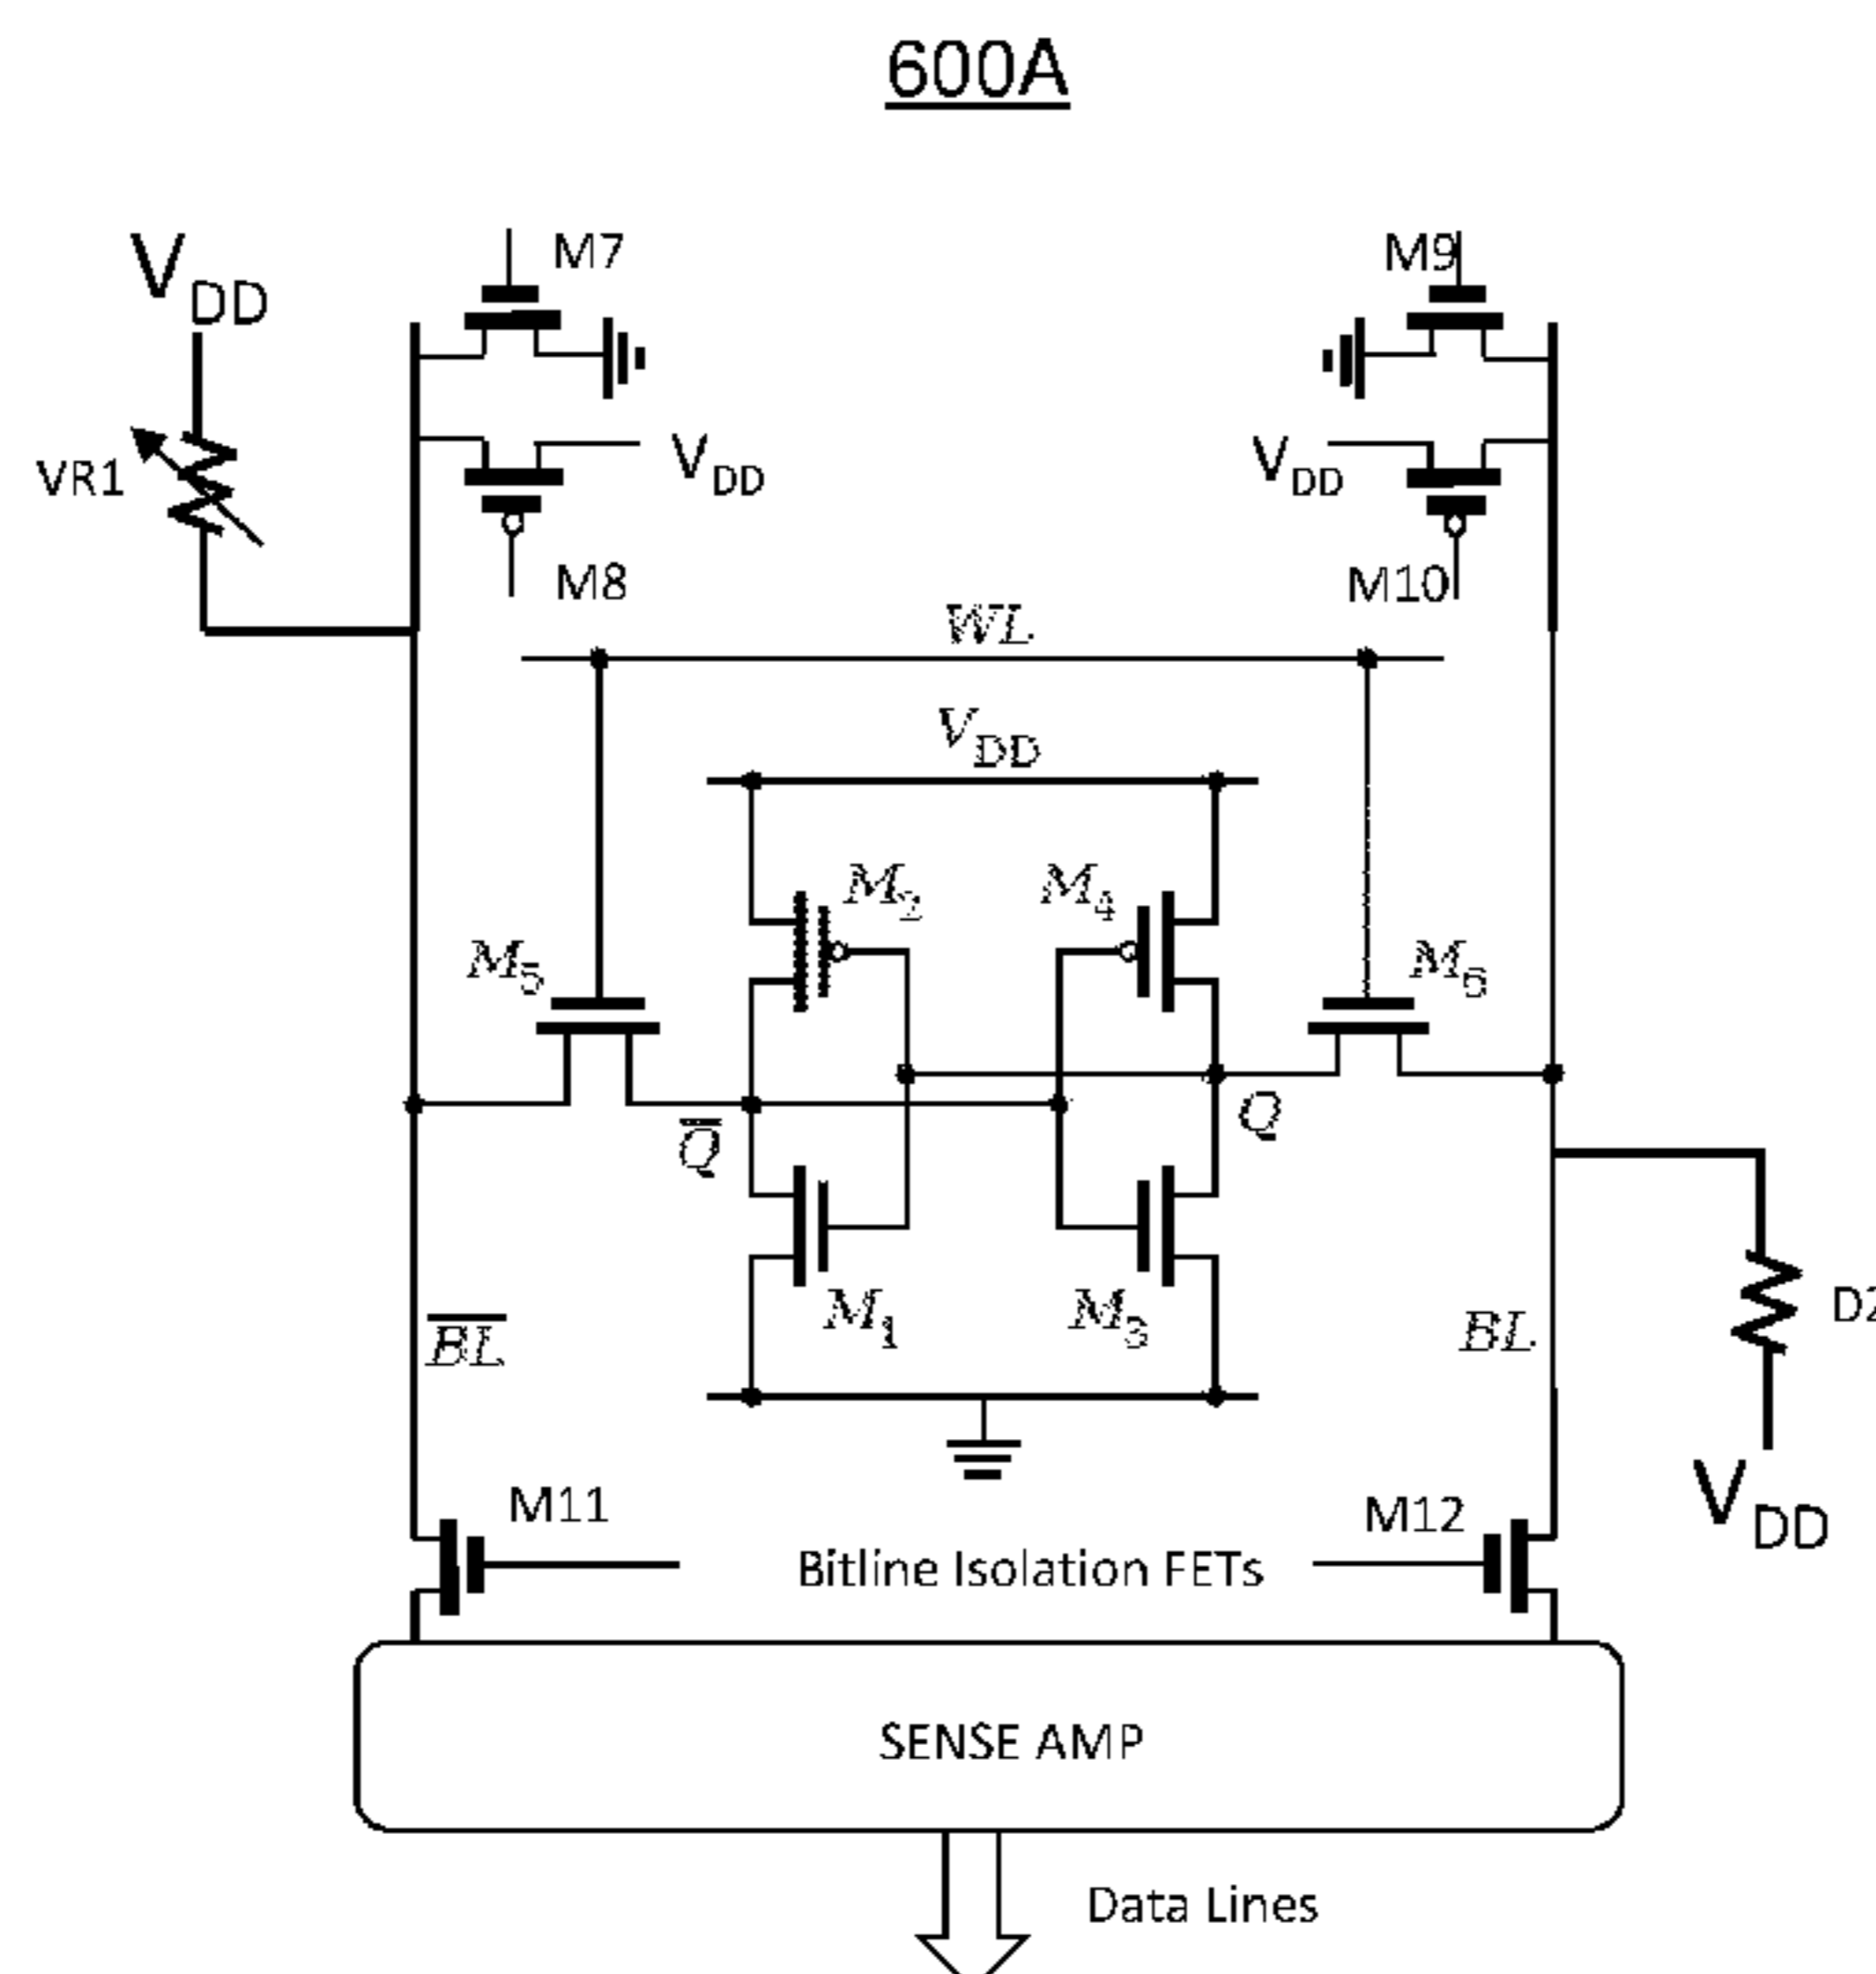 600A
M7
M9
VDD
VR1
VDD
VDD
M8
M10
WL
VDD
M2
M4
M5
M6
Q
Q
M1
M3
BL
BL
D2
M11
M12
VDD
Bitline Isolation FETs
SENSE AMP
Data Lines